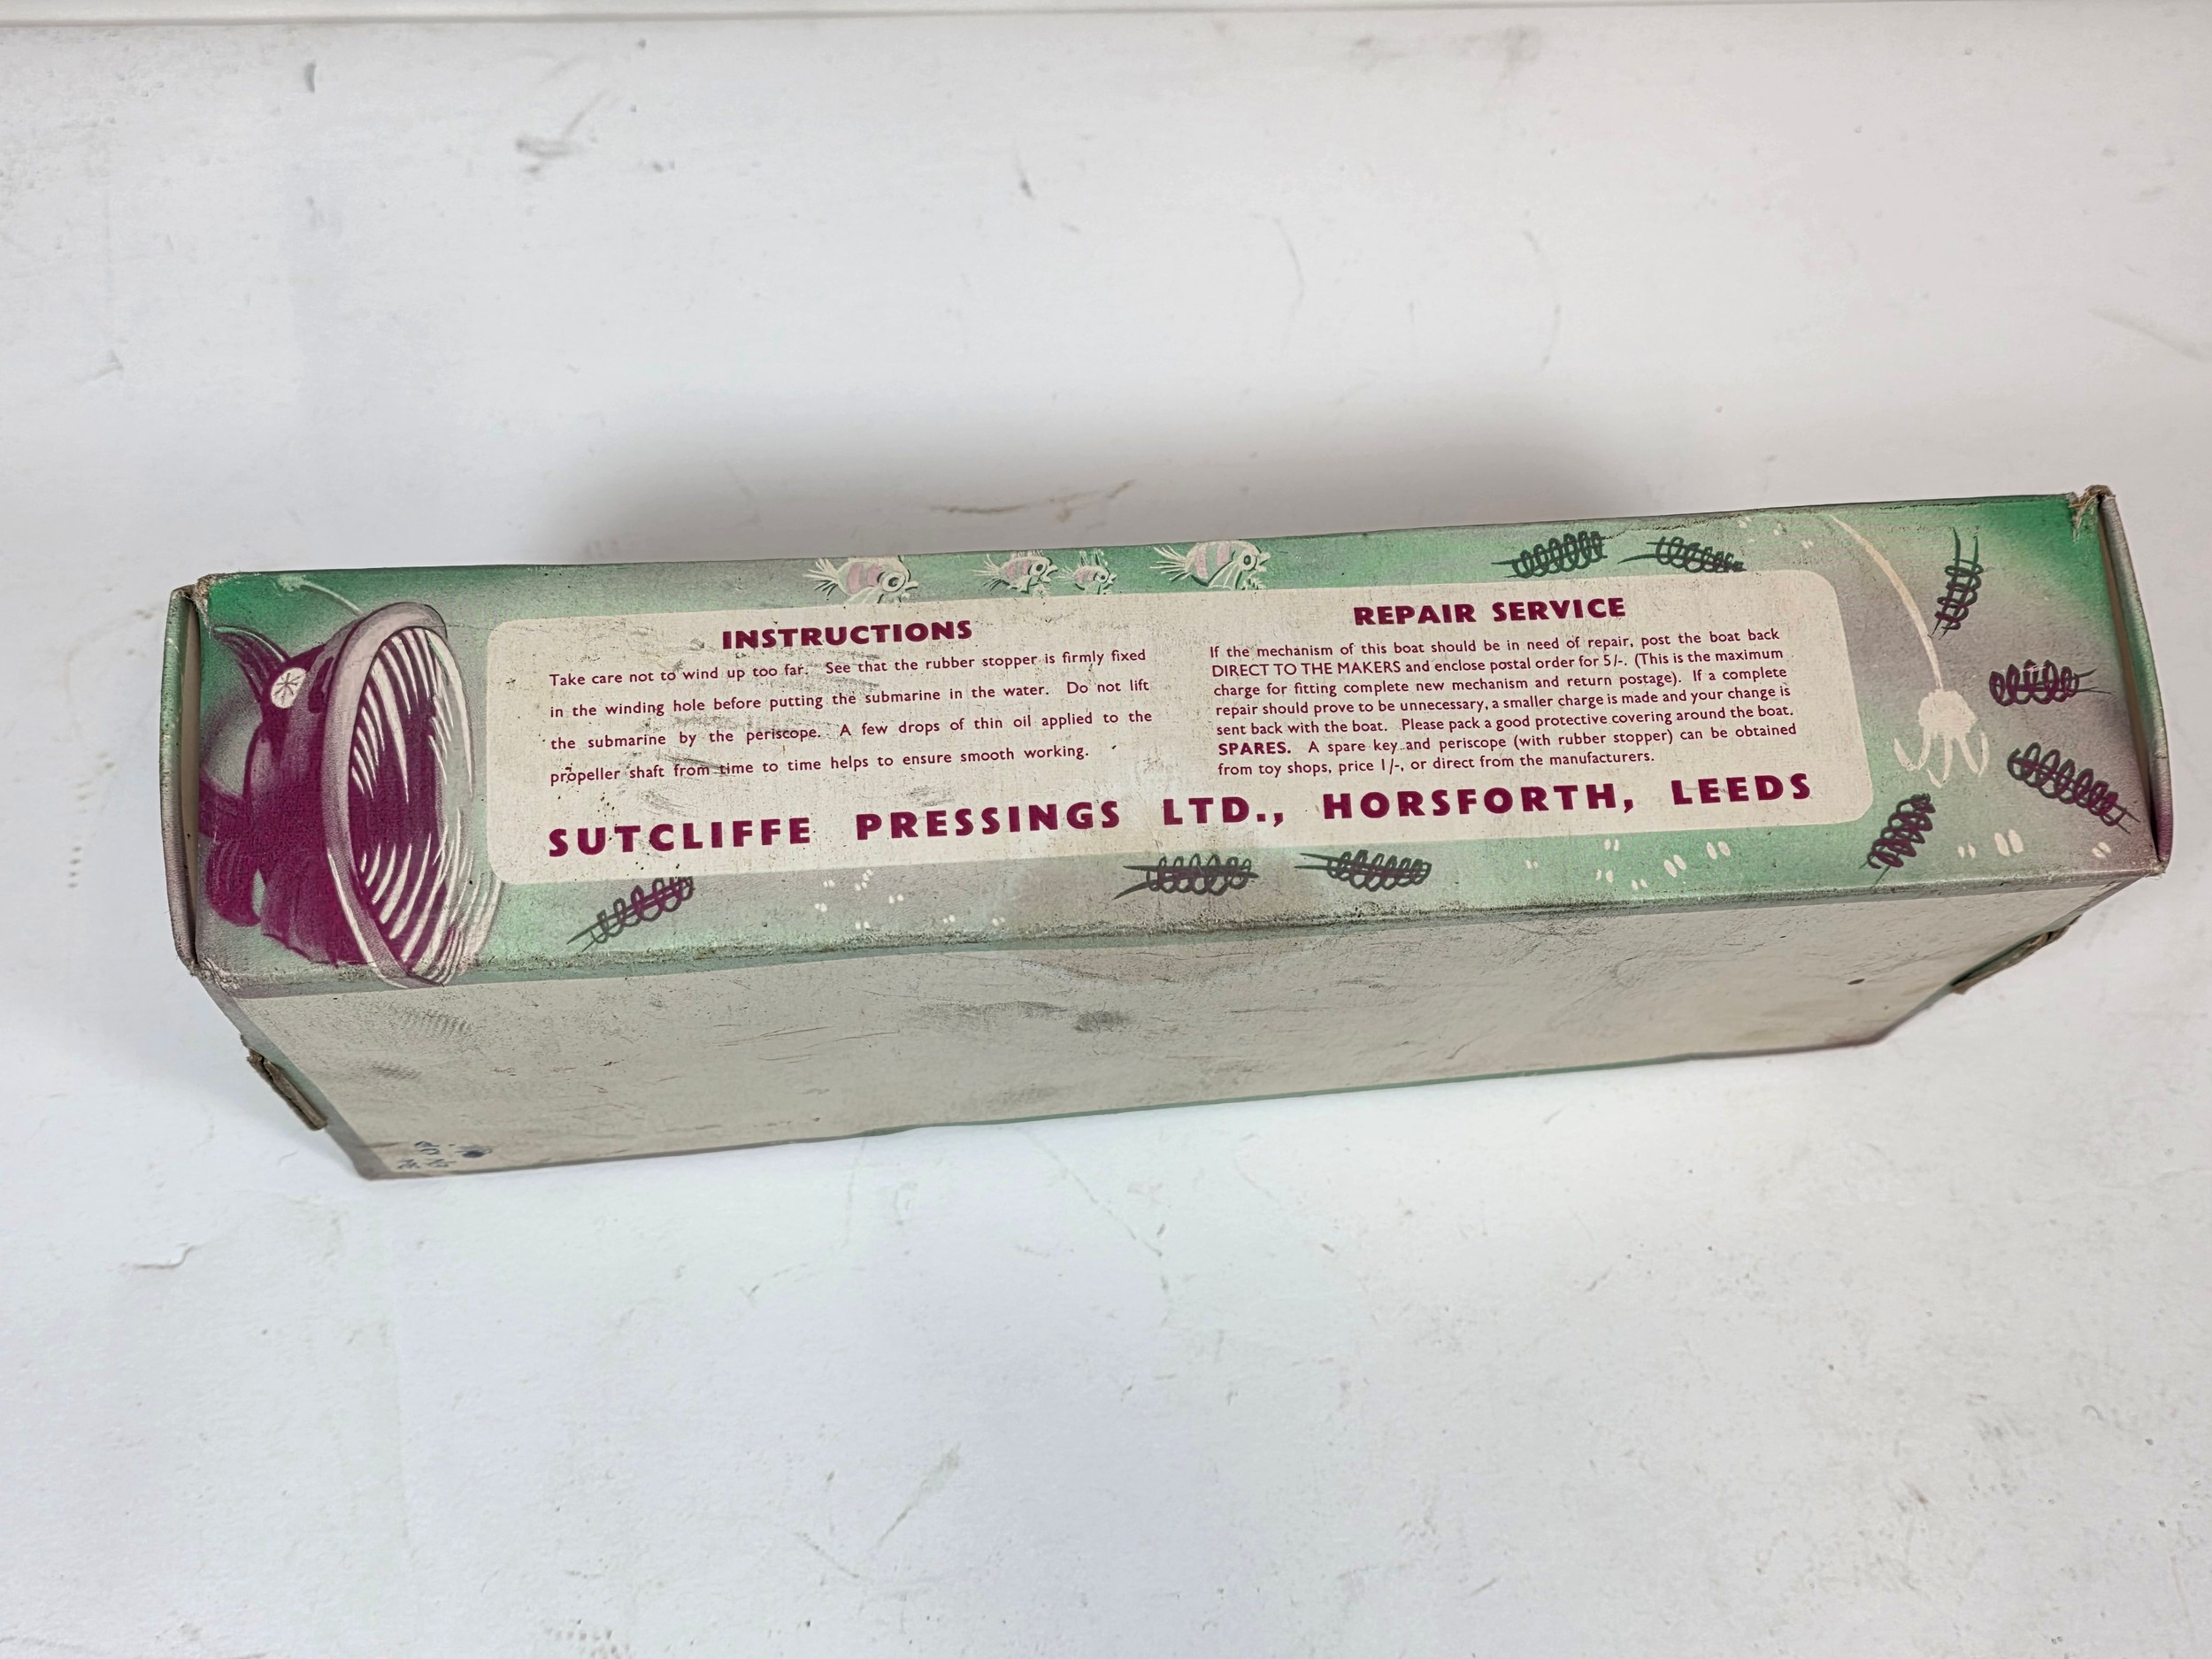 INSTRUCTIONS
Take care not to wind up too far. See that the rubber stopper is firmly fixed
in the winding hole before putting the submarine in the water. Do not lift
the submarine by the periscope. A few drops of thin oil applied to the
propeller shaft from time to time helps to ensure smooth working.
REPAIR SERVICE
If the mechanism of this boat should be in need of repair, post the boat back
DIRECT TO THE MAKERS and enclose postal order for 5/-. (This is the maximum
charge for fitting complete new mechanism and return postage). If a complete
repair should prove to be unnecessary, a smaller charge is made and your change is
sent back with the boat. Please pack a good protective covering around the boat.
SPARES. A spare key and periscope (with rubber stopper) can be obtained
from toy shops, price 1/-, or direct from the manufacturers.
SUTCLIFFE PRESSINGS LTD., HORSFORTH, LEEDS